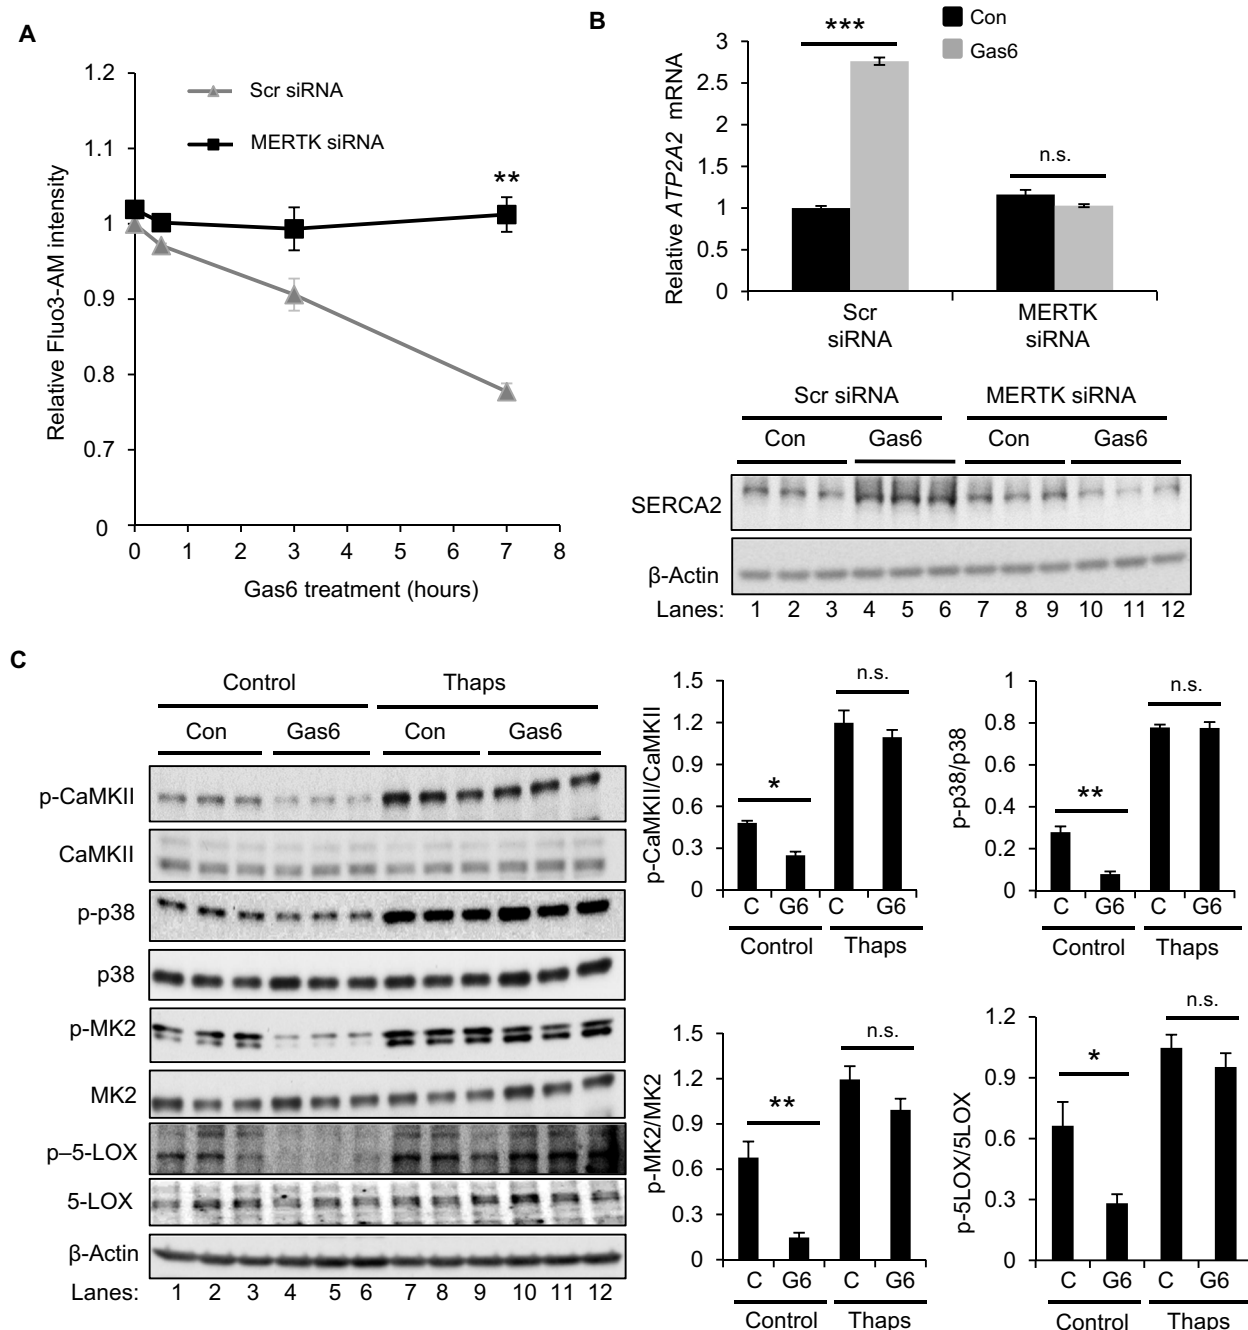 A
1.2
1.1
1
0.9
0.8
0.7
0
Relative Fluo3-AM intensity
Scr siRNA
MERTK siRNA
**
0 1 2 3 4 5 6 7 8
Gas6 treatment (hours)
B
Con
Gas6
3
2.5
2
1.5
1
0.5
0
Relative ATP2A2 mRNA
***
n.s.
Scr siRNA
MERTK siRNA
Scr siRNA MERTK siRNA
Con Gas6 Con Gas6
SERCA2
β-Actin
Lanes: 1 2 3 4 5 6 7 8 9 10 11 12
C
Control Thaps
Con Gas6 Con Gas6
p-CaMKII
CaMKII
p-p38
p38
p-MK2
MK2
p–5-LOX
5-LOX
β-Actin
Lanes: 1 2 3 4 5 6 7 8 9 10 11 12
p-CaMKII/CaMKII
1.5
1.2
0.9
0.6
0.3
0
*
n.s.
C G6 C G6
Control Thaps
p-p38/p38
1
0.8
0.6
0.4
0.2
0
**
n.s.
C G6 C G6
Control Thaps
p-MK2/MK2
1.5
1.2
0.9
0.6
0.3
0
**
n.s.
C G6 C G6
Control Thaps
p-5LOX/5LOX
1.2
0.9
0.6
0.3
0
*
n.s.
C G6 C G6
Control Thaps